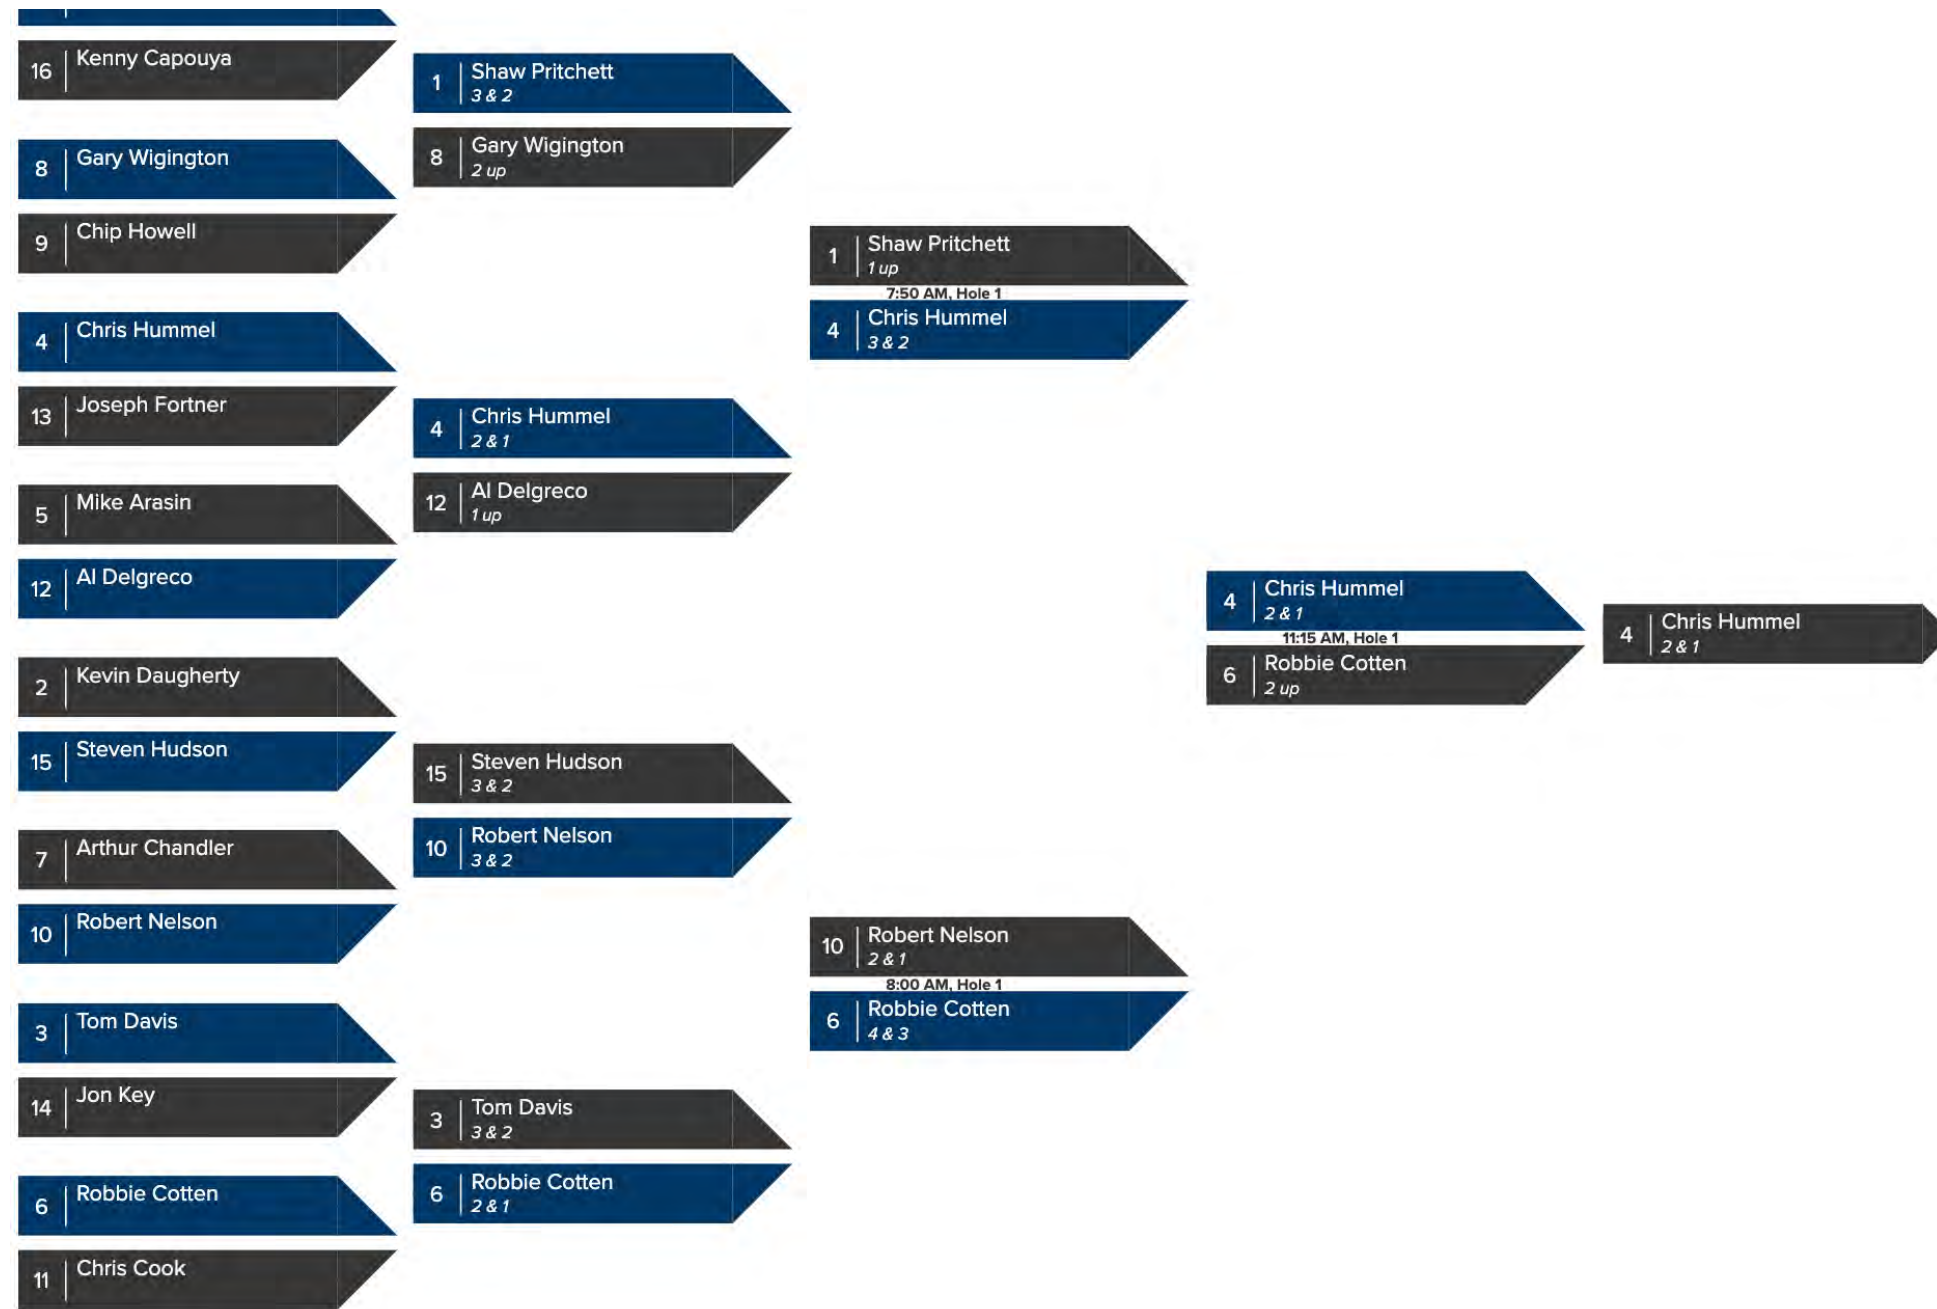 16 Kenny Capouya
8 Gary Wigington
9 Chip Howell
4 Chris Hummel
13 Joseph Fortner
5 Mike Arasin
12 Al Delgreco
2 Kevin Daugherty
15 Steven Hudson
7 Arthur Chandler
10 Robert Nelson
3 Tom Davis
14 Jon Key
6 Robbie Cotten
11 Chris Cook
1 Shaw Pritchett
3 & 2
8 Gary Wigington
2 up
4 Chris Hummel
2 & 1
12 Al Delgreco
1 up
15 Steven Hudson
3 & 2
10 Robert Nelson
3 & 2
3 Tom Davis
3 & 2
6 Robbie Cotten
2 & 1
1 Shaw Pritchett
1 up
7:50 AM, Hole 1
4 Chris Hummel
3 & 2
10 Robert Nelson
2 & 1
8:00 AM, Hole 1
6 Robbie Cotten
4 & 3
4 Chris Hummel
2 & 1
11:15 AM, Hole 1
6 Robbie Cotten
2 up
4 Chris Hummel
2 & 1